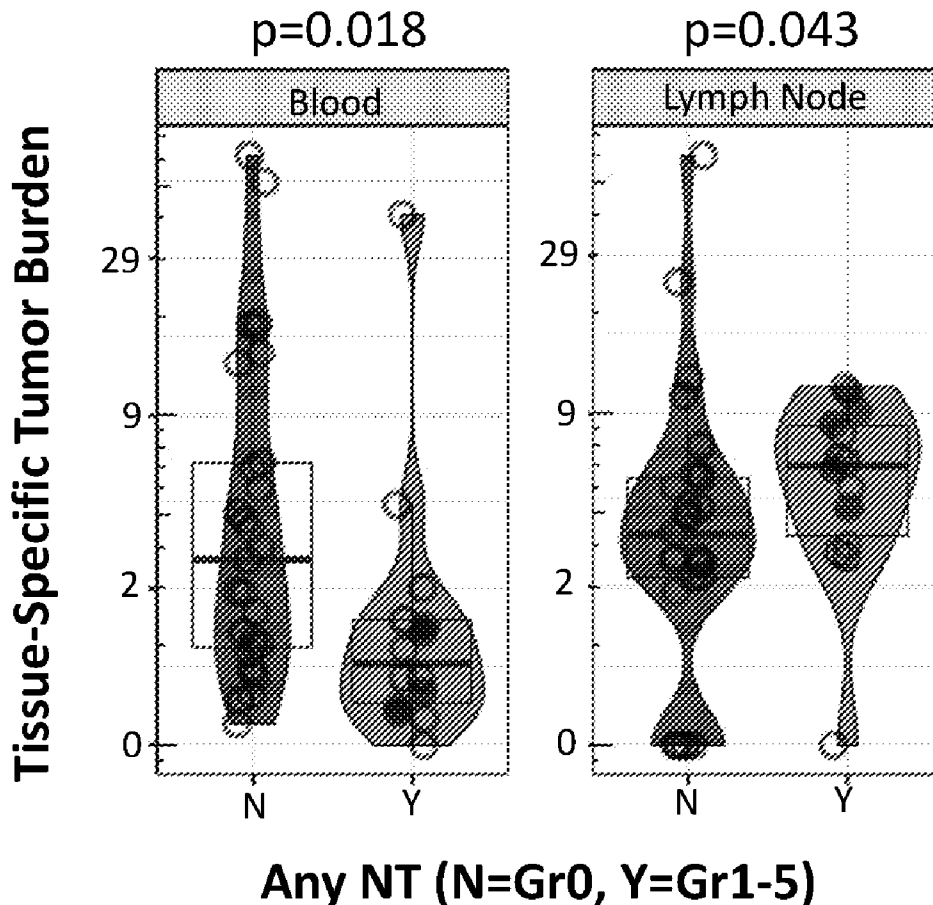 p=0.018 p=0.043
Blood Lymph Node
Tissue-Specific Tumor Burden
29 29
9 9
2 2
0 0
N Y N Y
Any NT (N=Gr0, Y=Gr1-5)